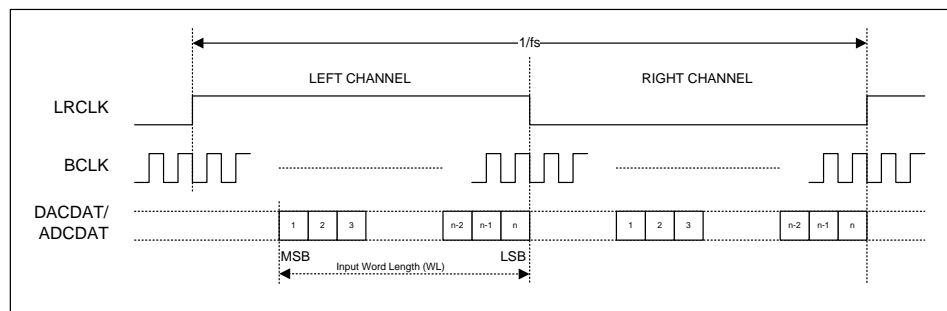 1/fs
LEFT CHANNEL RIGHT CHANNEL
LRCLK
BCLK
DACDAT/
ADCDAT
1 2 3 n-2 n-1 n 1 2 3 n-2 n-1 n
MSB LSB
Input Word Length (WL)